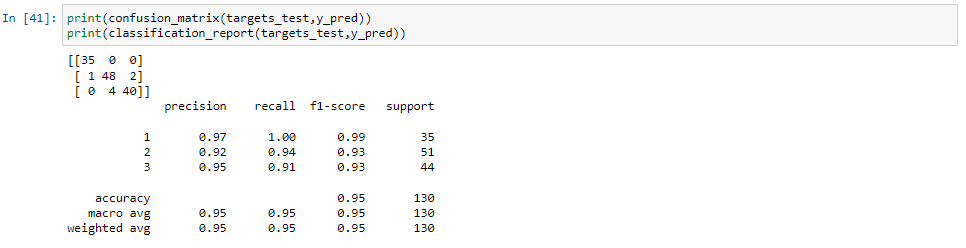 In [41]: print(confusion_matrix(targets_test,y_pred))
print(classification_report(targets_test,y_pred))
[[35  0  0]
 [ 1 48  2]
 [ 0  4 40]]
              precision    recall  f1-score   support

           1       0.97      1.00      0.99        35
           2       0.92      0.94      0.93        51
           3       0.95      0.91      0.93        44

    accuracy                           0.95       130
   macro avg       0.95      0.95      0.95       130
weighted avg       0.95      0.95      0.95       130